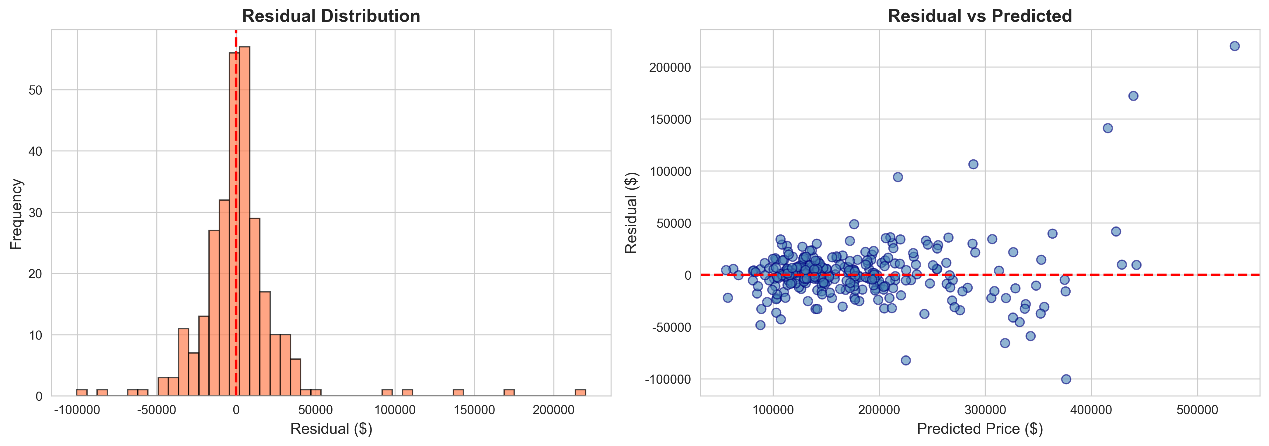 Residual Distribution
Frequency
50
40
30
20
10
0
-100000 -50000 0 50000 100000 150000 200000
Residual ($)
Residual vs Predicted
Residual ($)
200000
150000
100000
50000
0
-50000
-100000
100000 200000 300000 400000 500000
Predicted Price ($)